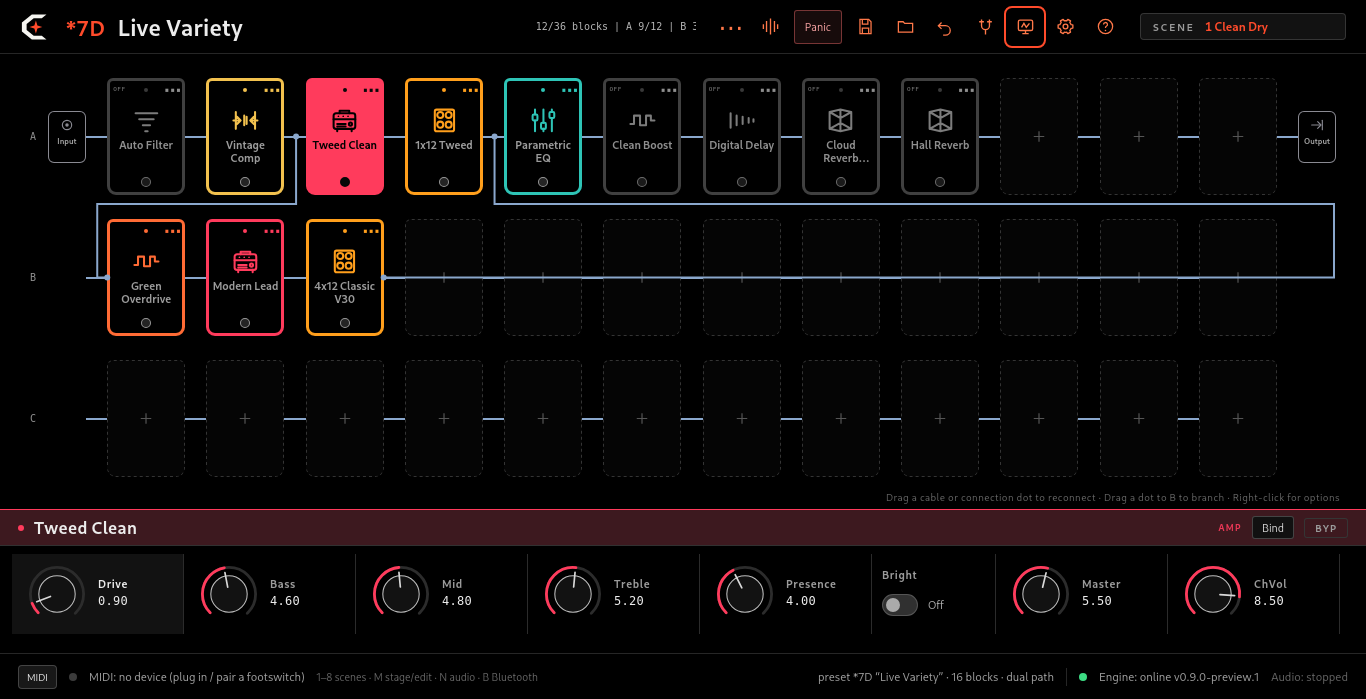 *7D Live Variety
12/36 blocks | A 9/12 | B 3
Panic
SCENE 1 Clean Dry
A
Input
OFF
Auto Filter
Vintage
Comp
Tweed Clean
1x12 Tweed
Parametric
EQ
OFF
Clean Boost
OFF
Digital Delay
OFF
Cloud
Reverb...
OFF
Hall Reverb
Output
B
Green
Overdrive
Modern Lead
4x12 Classic
V30
C
Drag a cable or connection dot to reconnect · Drag a dot to B to branch · Right-click for options
Tweed Clean
AMP
Bind
BYP
Drive
0.90
Bass
4.60
Mid
4.80
Treble
5.20
Presence
4.00
Bright
Off
Master
5.50
ChVol
8.50
MIDI
MIDI: no device (plug in / pair a footswitch)
1–8 scenes · M stage/edit · N audio · B Bluetooth
preset *7D “Live Variety” · 16 blocks · dual path
Engine: online v0.9.0-preview.1
Audio: stopped